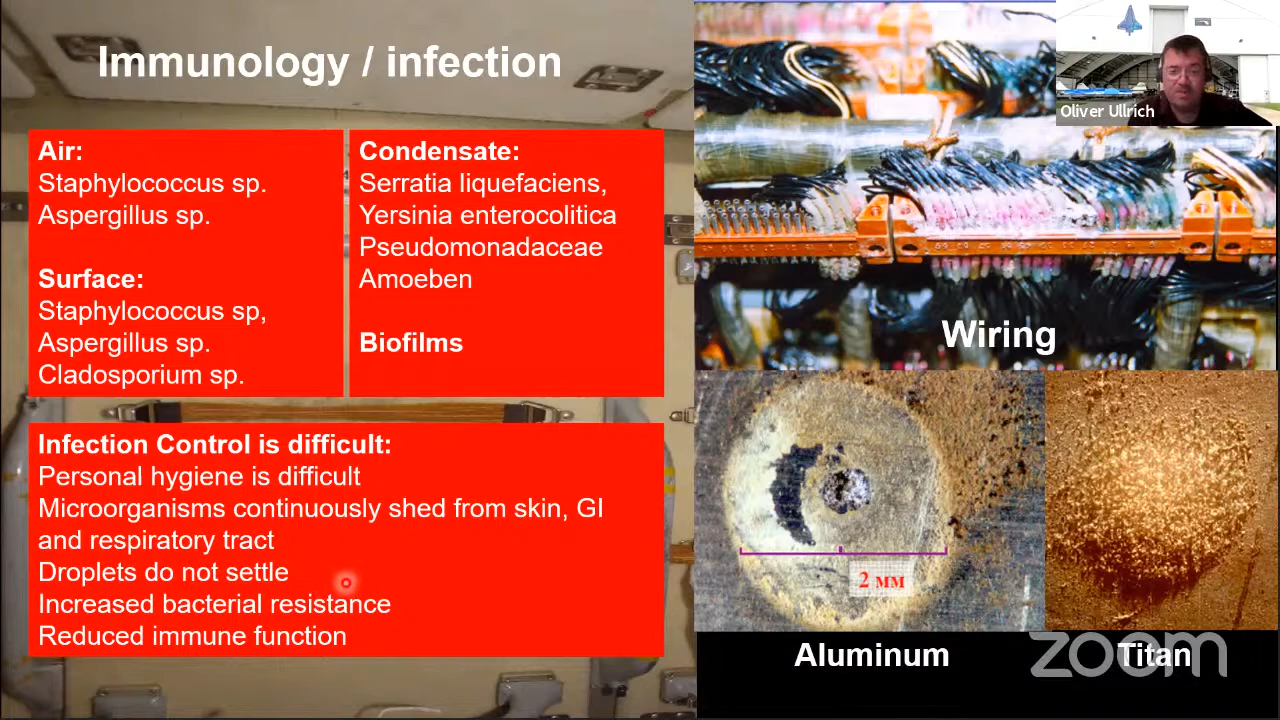 Immunology / infection
Air:
Staphylococcus sp.
Aspergillus sp.
Surface:
Staphylococcus sp,
Aspergillus sp.
Cladosporium sp.
Condensate:
Serratia liquefaciens,
Yersinia enterocolitica
Pseudomonadaceae
Amoeben
Biofilms
Infection Control is difficult:
Personal hygiene is difficult
Microorganisms continuously shed from skin, GI
and respiratory tract
Droplets do not settle
Increased bacterial resistance
Reduced immune function
Oliver Ullrich
Wiring
2 мм
Aluminum
Titan
zoom